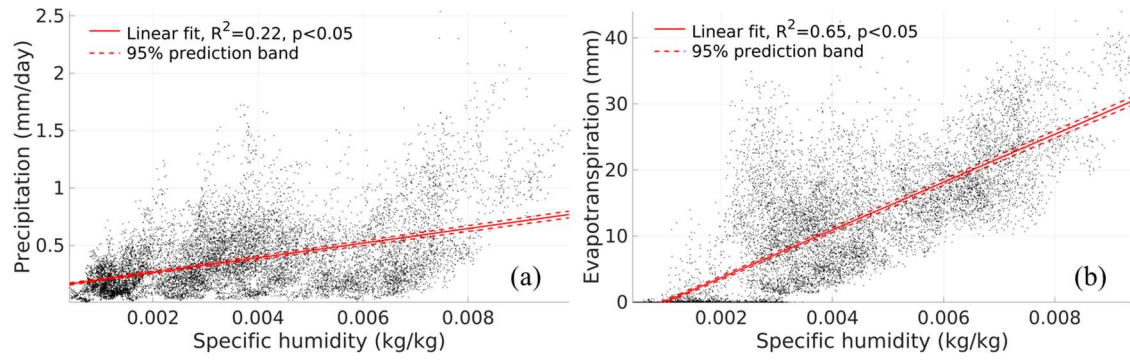 2.5
2
1.5
1
0.5
Precipitation (mm/day)
Linear fit, R²=0.22, p<0.05
95% prediction band
(a)
0.002 0.004 0.006 0.008
Specific humidity (kg/kg)
40
30
20
10
0
Evapotranspiration (mm)
Linear fit, R²=0.65, p<0.05
95% prediction band
(b)
0.002 0.004 0.006 0.008
Specific humidity (kg/kg)